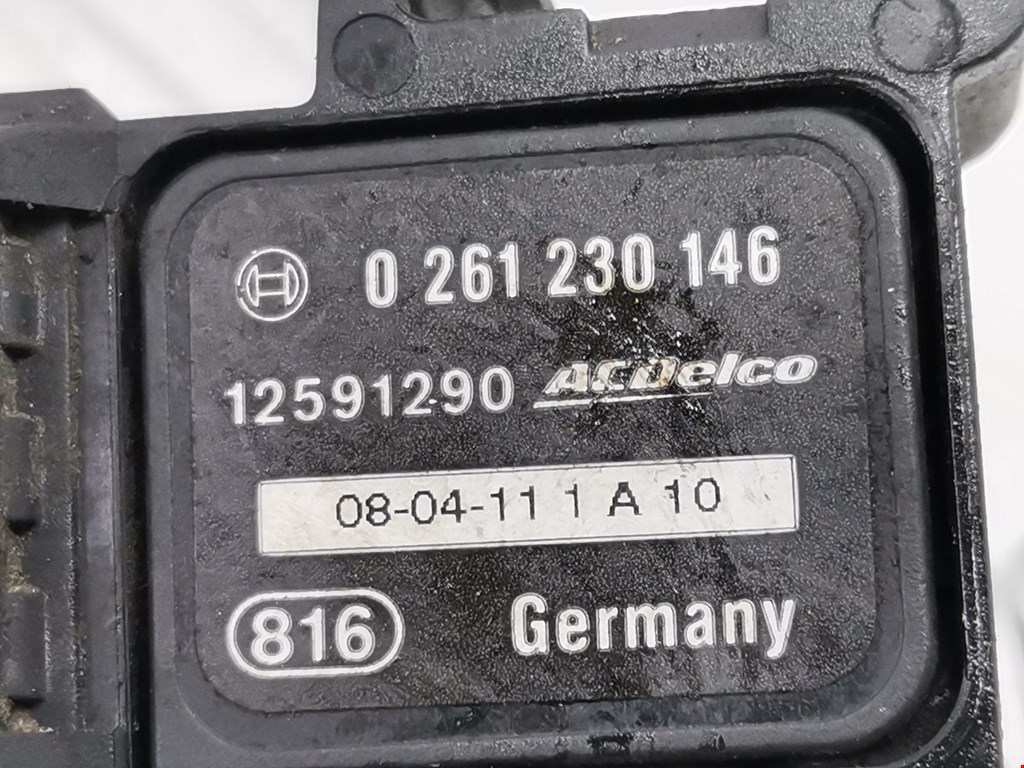 0 261 230 146
12591290 ACDelco
08-04-11 1 A 10
816 Germany